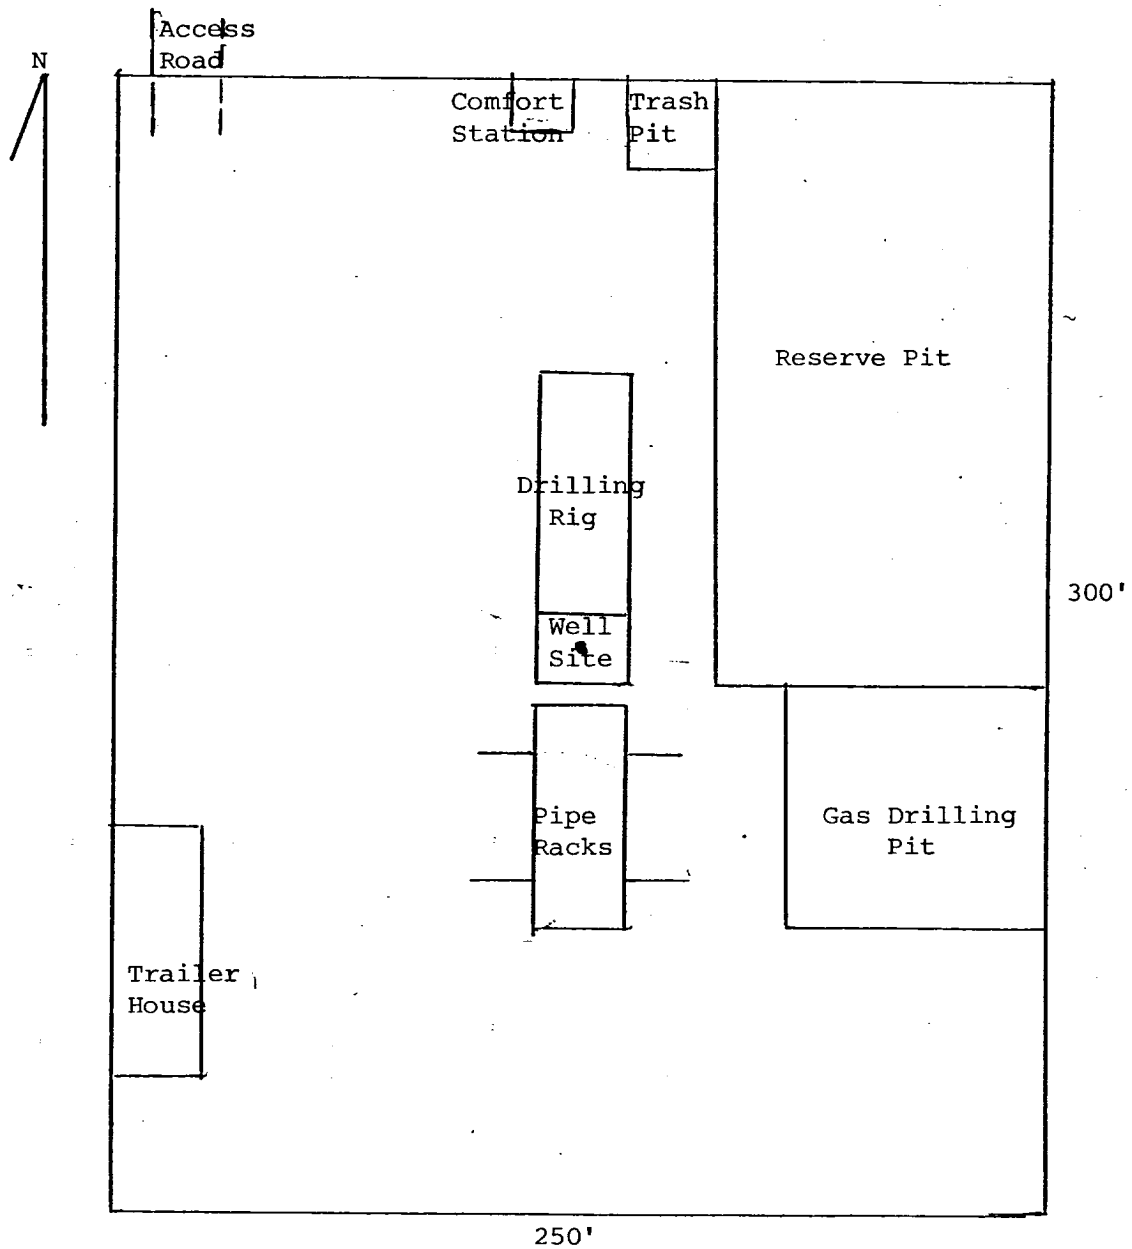 Access
Road
N
Comfort
Station
Trash
Pit
Reserve Pit
Drilling
Rig
300'
Well
Site
Pipe
Racks
Gas Drilling
Pit
Trailer
House
250'